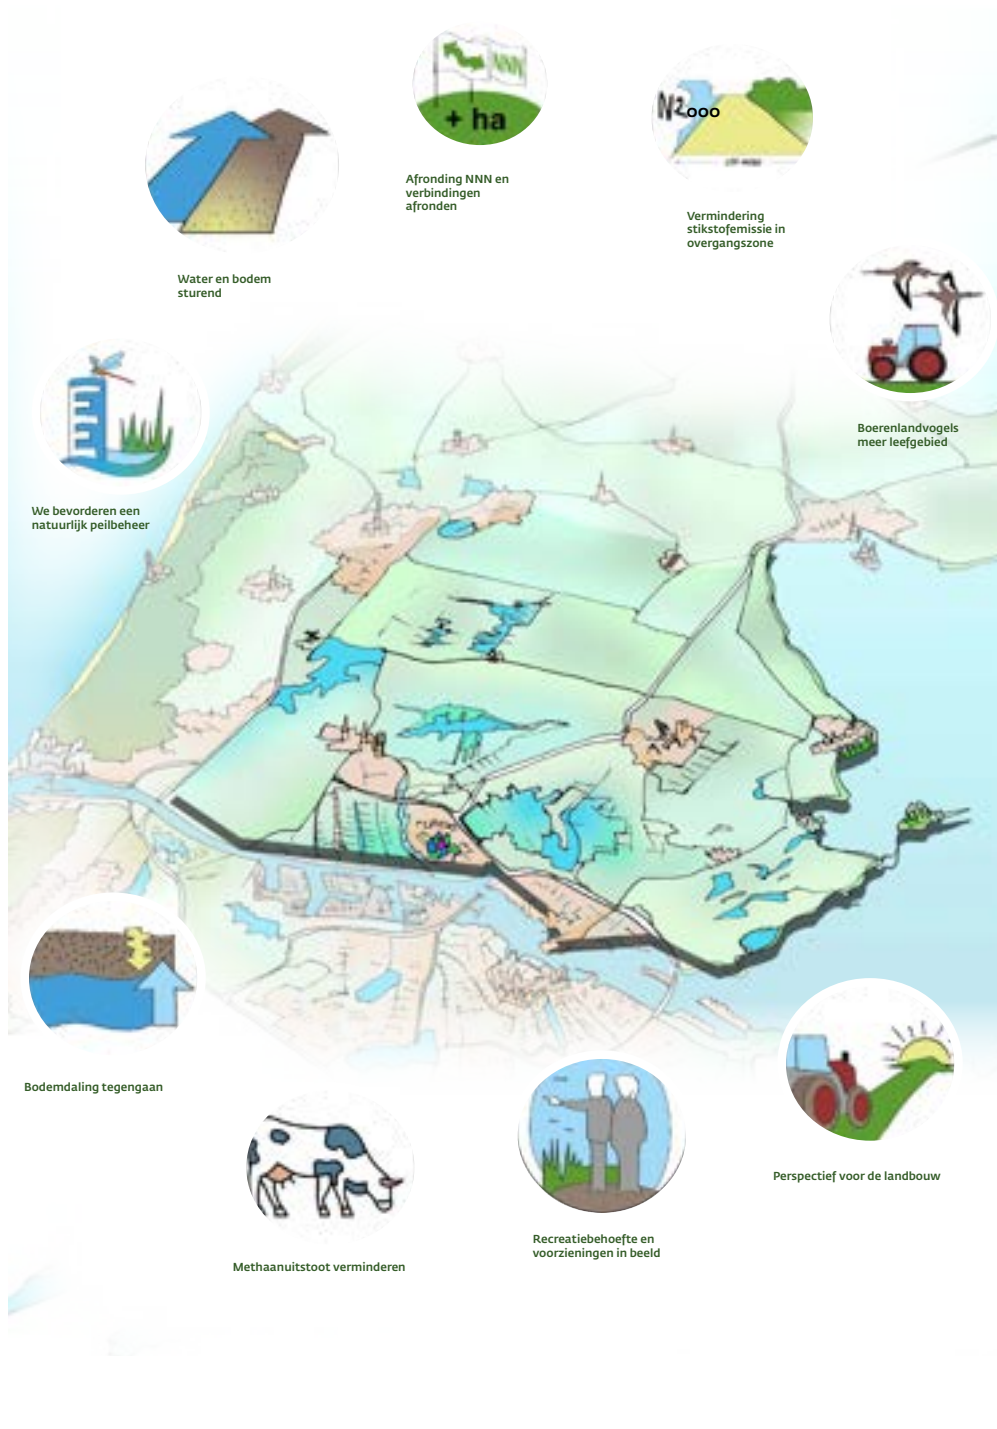 NNN
+ ha
Afronding NNN en
verbindingen
afronden
N2000
Vermindering
stikstofemissie in
overgangszone
Water en bodem
sturend
Boerenlandvogels
meer leefgebied
We bevorderen een
natuurlijk peilbeheer
Bodemdaling tegengaan
Perspectief voor de landbouw
Recreatiebehoefte en
voorzieningen in beeld
Methaanuitstoot verminderen